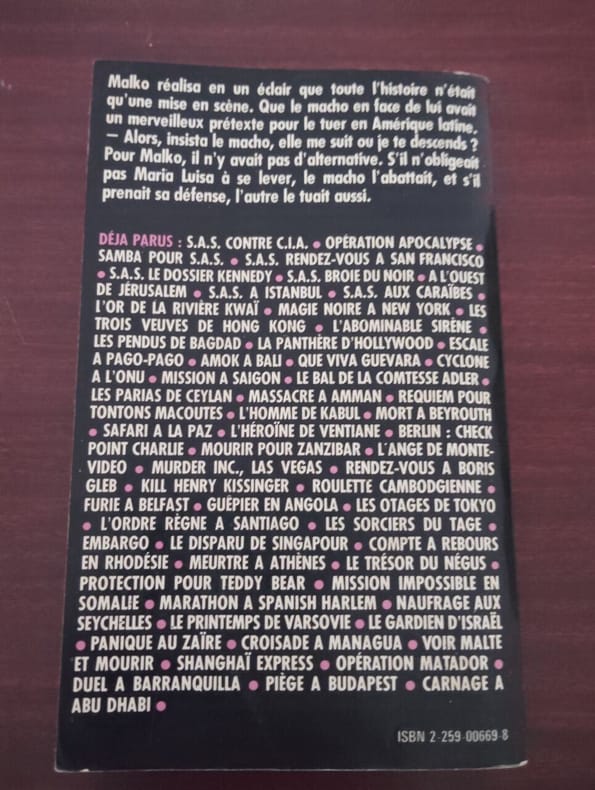 Malko réalisa en un éclair que toute l'histoire n'était
qu'une mise en scène. Que le macho en face de lui avait
un merveilleux prétexte pour le tuer en Amérique latine.
— Alors, insista le macho, elle me suit ou je te descends ?
Pour Malko, il n'y avait pas d'alternative. S'il n'obligeait
pas Maria Luisa à se lever, le macho l'abattait, et s'il
prenait sa défense, l'autre le tuait aussi.
DÉJA PARUS : S.A.S. CONTRE C.I.A. ● OPÉRATION APOCALYPSE ●
SAMBA POUR S.A.S. ● S.A.S. RENDEZ-VOUS A SAN FRANCISCO
● S.A.S. LE DOSSIER KENNEDY ● S.A.S. BROIE DU NOIR ● A L'OUEST
DE JÉRUSALEM ● S.A.S. A ISTANBUL ● S.A.S. AUX CARAÏBES ●
L'OR DE LA RIVIÈRE KWAÏ ● MAGIE NOIRE A NEW YORK ● LES
TROIS VEUVES DE HONG KONG ● L'ABOMINABLE SIRÈNE ●
LES PENDUS DE BAGDAD ● LA PANTHÈRE D'HOLLYWOOD ● ESCALE
A PAGO-PAGO ● AMOK A BALI ● QUE VIVA GUEVARA ● CYCLONE
A L'ONU ● MISSION A SAIGON ● LE BAL DE LA COMTESSE ADLER ●
LES PARIAS DE CEYLAN ● MASSACRE A AMMAN ● REQUIEM POUR
TONTONS MACOUTES ● L'HOMME DE KABUL ● MORT A BEYROUTH
● SAFARI A LA PAZ ● L'HÉROÏNE DE VENTIANE ● BERLIN : CHECK
POINT CHARLIE ● MOURIR POUR ZANZIBAR ● L'ANGE DE MONTE-
VIDEO ● MURDER INC., LAS VEGAS ● RENDEZ-VOUS A BORIS
GLEB ● KILL HENRY KISSINGER ● ROULETTE CAMBODGIENNE ●
FURIE A BELFAST ● GUÊPIER EN ANGOLA ● LES OTAGES DE TOKYO
● L'ORDRE RÈGNE A SANTIAGO ● LES SORCIERS DU TAGE ●
EMBARGO ● LE DISPARU DE SINGAPOUR ● COMPTE A REBOURS
EN RHODÉSIE ● MEURTRE A ATHÈNES ● LE TRÉSOR DU NÉGUS ●
PROTECTION POUR TEDDY BEAR ● MISSION IMPOSSIBLE EN
SOMALIE ● MARATHON A SPANISH HARLEM ● NAUFRAGE AUX
SEYCHELLES ● LE PRINTEMPS DE VARSOVIE ● LE GARDIEN D'ISRAËL
● PANIQUE AU ZAÏRE ● CROISADE A MANAGUA ● VOIR MALTE
ET MOURIR ● SHANGHAÏ EXPRESS ● OPÉRATION MATADOR ●
DUEL A BARRANQUILLA ● PIÈGE A BUDAPEST ● CARNAGE A
ABU DHABI ●
ISBN 2-259-00669-8